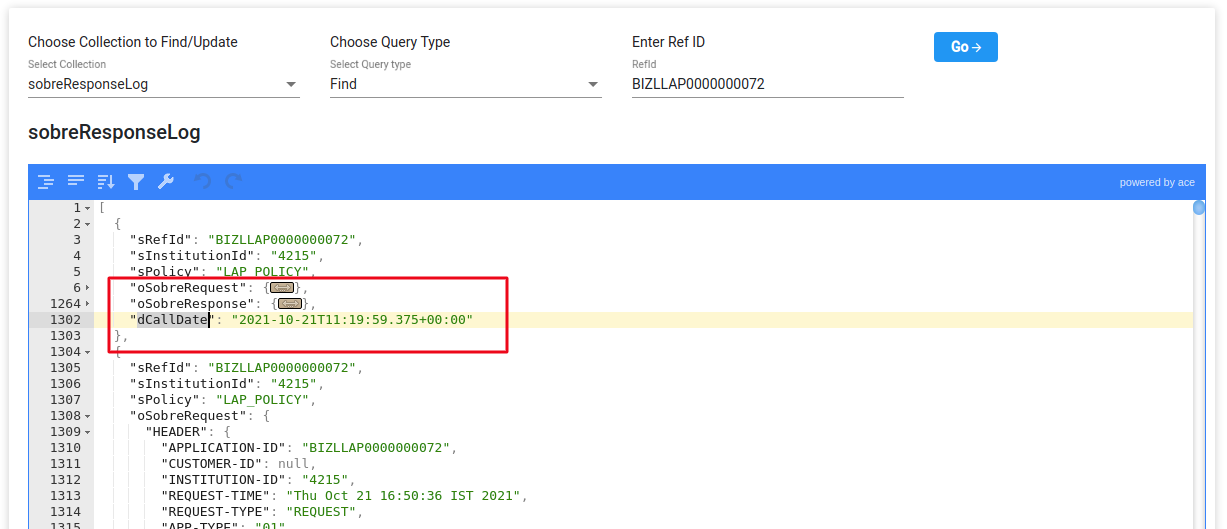 Choose Collection to Find/Update Choose Query Type Enter Ref ID Go→
Select Collection Select Query type RefId
sobreResponseLog Find BIZLLAP0000000072
sobreResponseLog
powered by ace
1 [
2 {
3 "sRefId": "BIZLLAP0000000072",
4 "sInstitutionId": "4215",
5 "sPolicy": "LAP_POLICY",
6 "oSobreRequest": {},
1264 "oSobreResponse": {},
1302 "dCallDate": "2021-10-21T11:19:59.375+00:00"
1303 },
1304 {
1305 "sRefId": "BIZLLAP0000000072",
1306 "sInstitutionId": "4215",
1307 "sPolicy": "LAP_POLICY",
1308 "oSobreRequest": {
1309 "HEADER": {
1310 "APPLICATION-ID": "BIZLLAP0000000072",
1311 "CUSTOMER-ID": null,
1312 "INSTITUTION-ID": "4215",
1313 "REQUEST-TIME": "Thu Oct 21 16:50:36 IST 2021",
1314 "REQUEST-TYPE": "REQUEST",
1315 "APP-TYPE": "01"